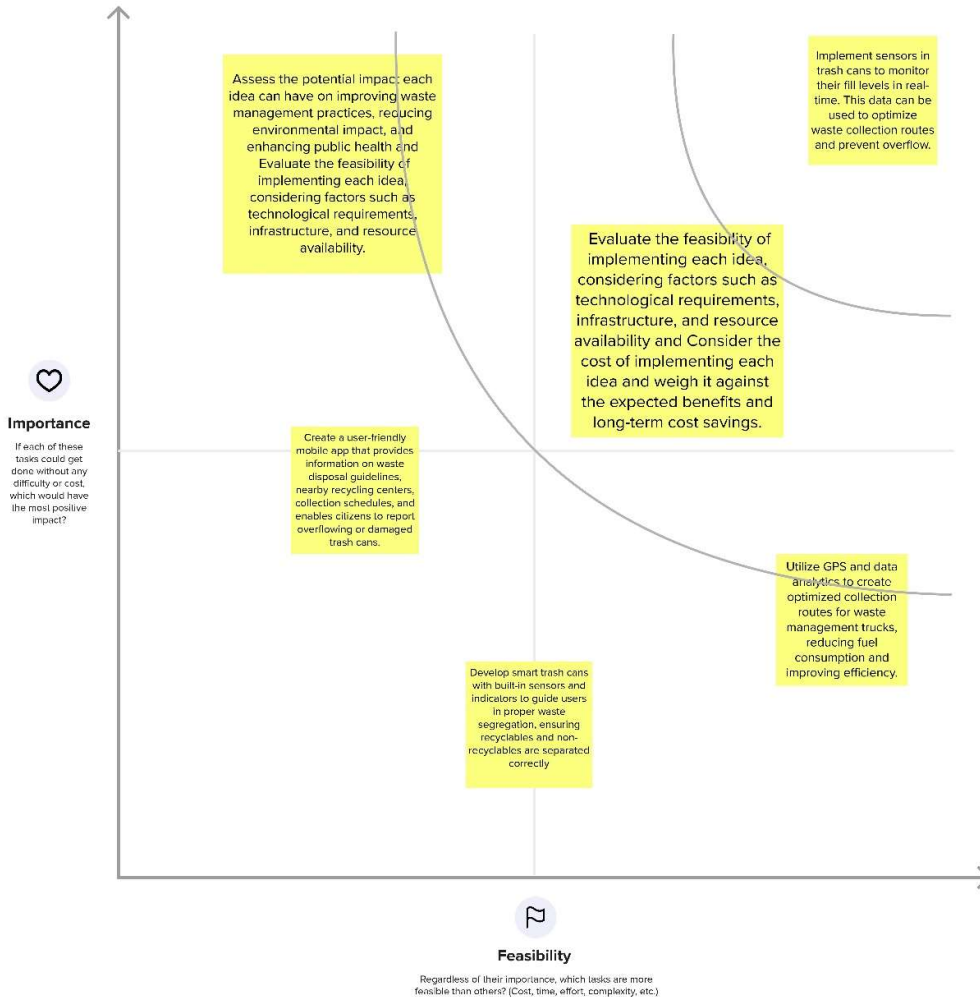 Assess the potential impact each
idea can have on improving waste
management practices, reducing
environmental impact, and
enhancing public health and
Evaluate the feasibility of
implementing each idea,
considering factors such as
technological requirements,
infrastructure, and resource
availability.
Implement sensors in
trash cans to monitor
their fill levels in real-
time. This data can be
used to optimize
waste collection routes
and prevent overflow.
Evaluate the feasibility of
implementing each idea,
considering factors such as
technological requirements,
infrastructure, and resource
availability and Consider the
cost of implementing each
idea and weigh it against
the expected benefits and
long-term cost savings.
Importance
If each of these
tasks could get
done without any
difficulty or cost,
which would have
the most positive
impact?
Create a user-friendly
mobile app that provides
information on waste
disposal guidelines,
nearby recycling centers,
collection schedules, and
enables citizens to report
overflowing or damaged
trash cans.
Utilize GPS and data
analytics to create
optimized collection
routes for waste
management trucks,
reducing fuel
consumption and
improving efficiency.
Develop smart trash cans
with built-in sensors and
indicators to guide users
in proper waste
segregation, ensuring
recyclables and non-
recyclables are separated
correctly
Feasibility
Regardless of their importance, which tasks are more
feasible than others? (Cost, time, effort, complexity, etc.)